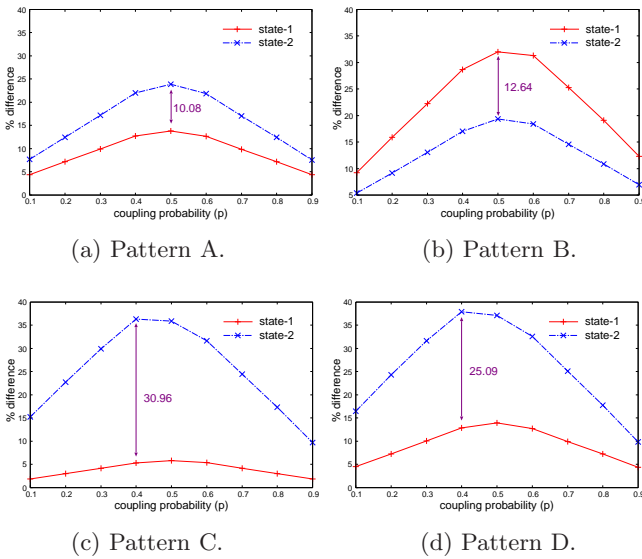 40
35
30
25
20
15
10
5
0
% difference
state-1
state-2
10.08
0.1 0.2 0.3 0.4 0.5 0.6 0.7 0.8 0.9
coupling probability (p)
(a) Pattern A.
40
35
30
25
20
15
10
5
% difference
state-1
state-2
12.64
0.1 0.2 0.3 0.4 0.5 0.6 0.7 0.8 0.9
coupling probability (p)
(b) Pattern B.
40
35
30
25
20
15
10
5
0
% difference
state-1
state-2
30.96
0.1 0.2 0.3 0.4 0.5 0.6 0.7 0.8 0.9
coupling probability (p)
(c) Pattern C.
40
35
30
25
20
15
10
5
0
% difference
state-1
state-2
25.09
0.1 0.2 0.3 0.4 0.5 0.6 0.7 0.8 0.9
coupling probability (p)
(d) Pattern D.